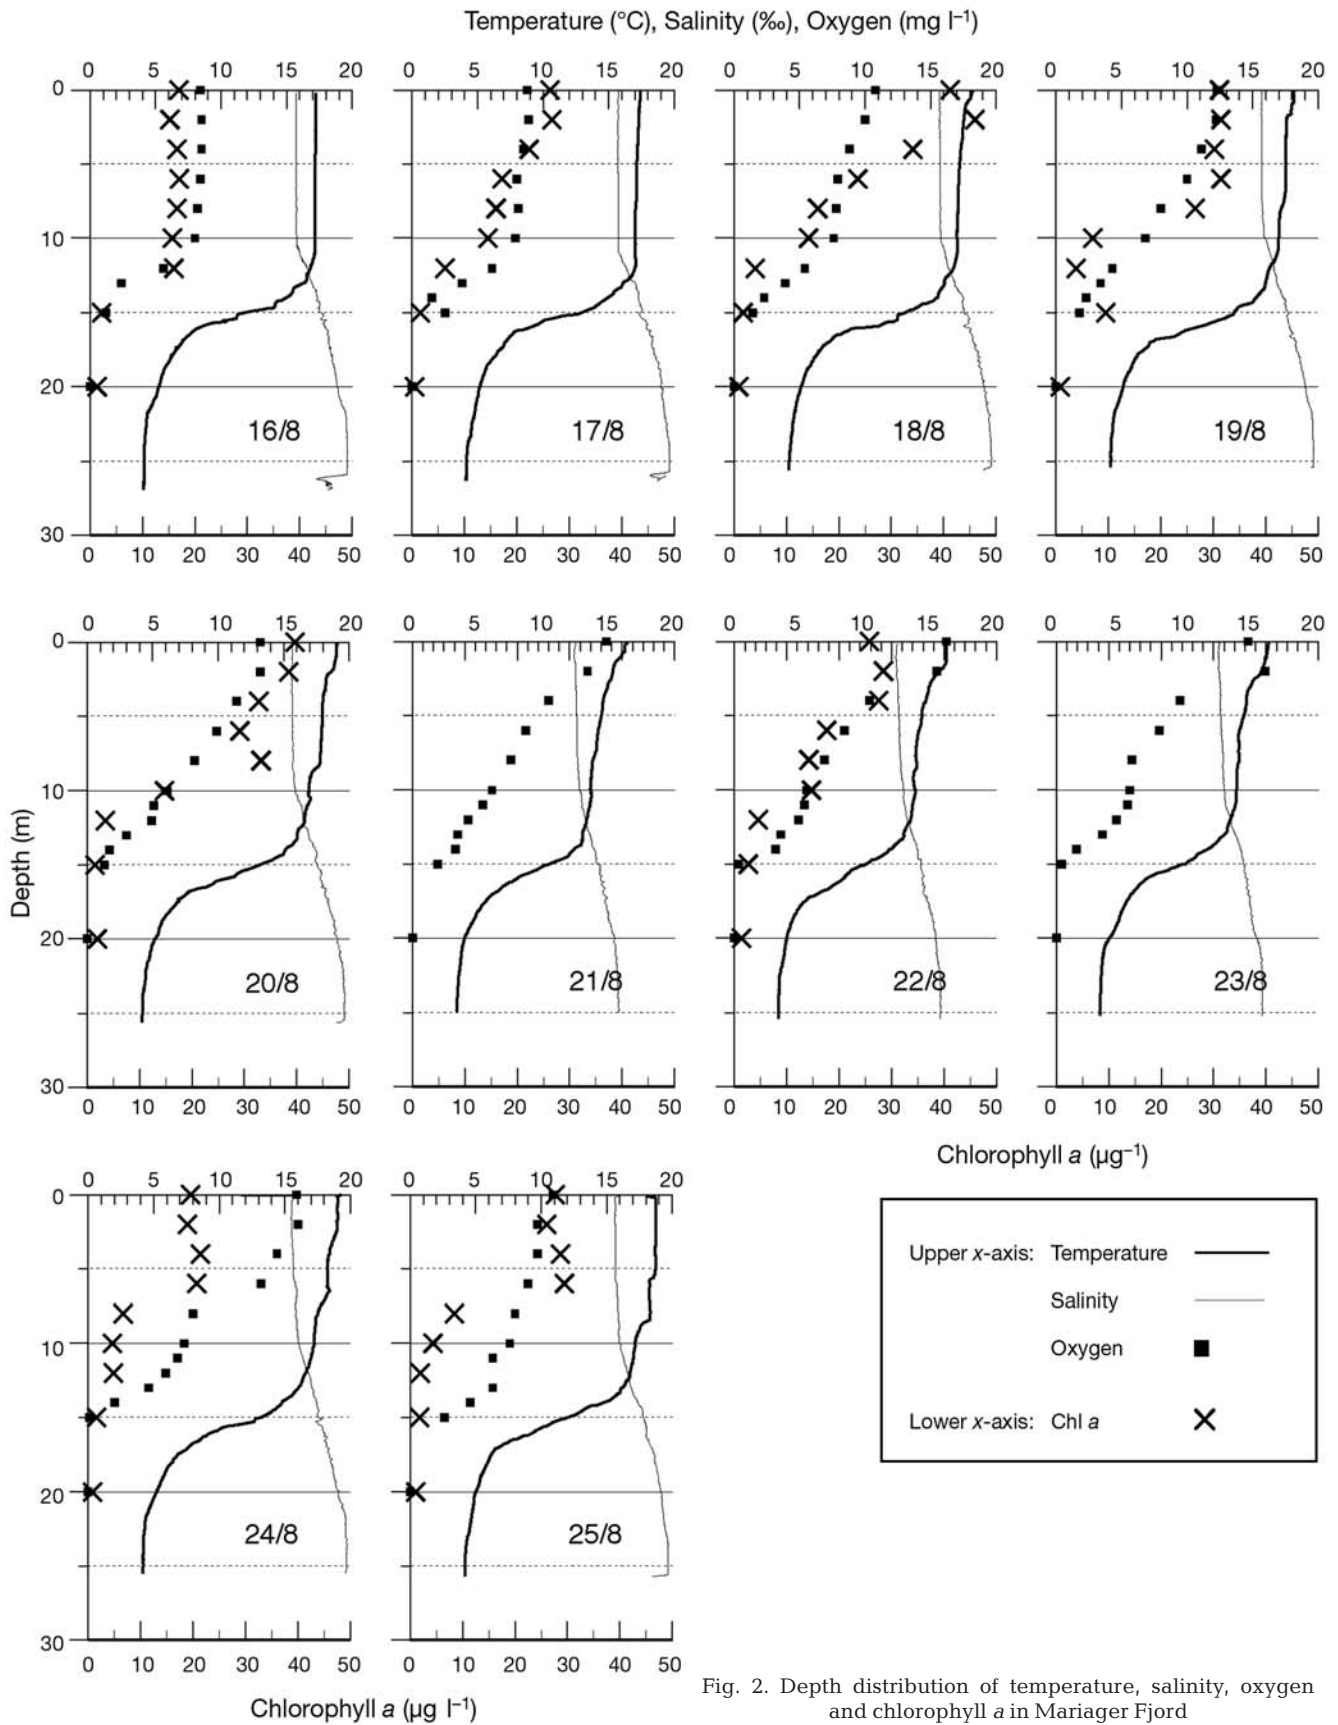 Temperature (°C), Salinity (‰), Oxygen (mg l⁻¹)
0 5 10 15 20 0 5 10 15 20 0 5 10 15 20 0 5 10 15 20
0
10
20
16/8 17/8 18/8 19/8
30
0 10 20 30 40 50 0 10 20 30 40 50 0 10 20 30 40 50 0 10 20 30 40 50
0 5 10 15 20 0 5 10 15 20 0 5 10 15 20 0 5 10 15 20
0
10
Depth (m)
20
20/8 21/8 22/8 23/8
30
0 10 20 30 40 50 0 10 20 30 40 50 0 10 20 30 40 50 0 10 20 30 40 50
Chlorophyll a (µg⁻¹)
0 5 10 15 20 0 5 10 15 20
0
10
20
24/8 25/8
30
0 10 20 30 40 50 0 10 20 30 40 50
Chlorophyll a (µg l⁻¹)
Upper x-axis: Temperature
Salinity
Oxygen
Lower x-axis: Chl a
Fig. 2. Depth distribution of temperature, salinity, oxygen
and chlorophyll a in Mariager Fjord